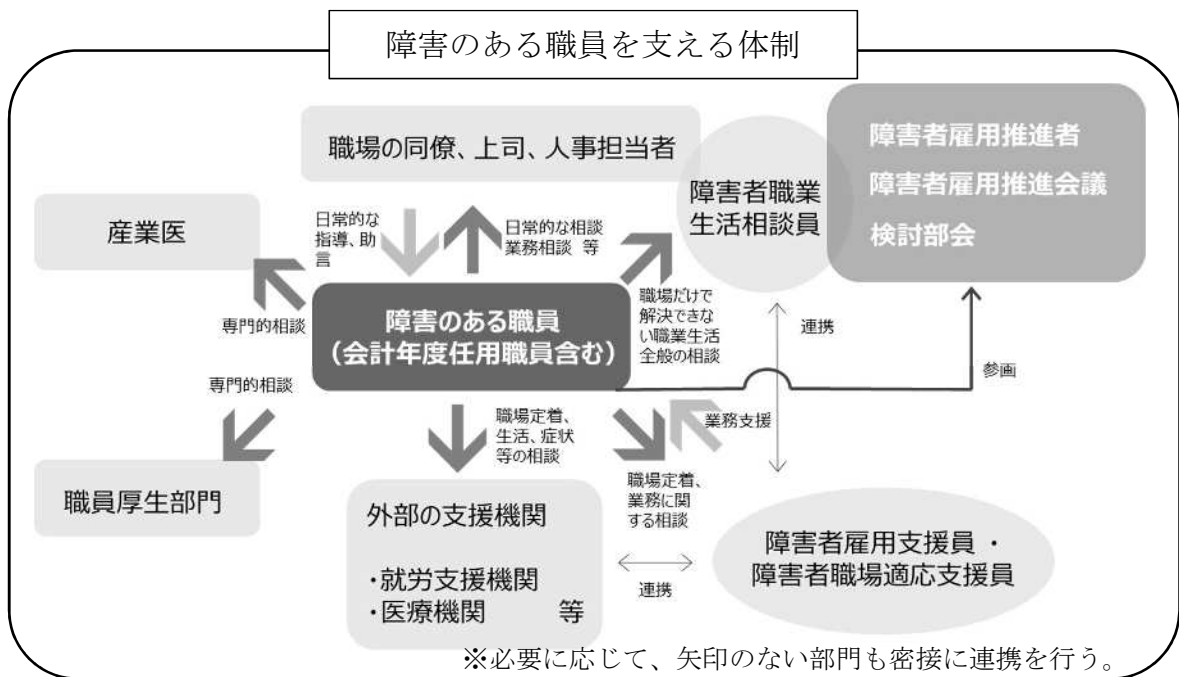 障害のある職員を支える体制
職場の同僚、上司、人事担当者
障害者職業
生活相談員
障害者雇用推進者
障害者雇用推進会議
検討部会
産業医
日常的な
指導、助
言
日常的な相談
業務相談 等
専門的相談
障害のある職員
（会計年度任用職員含む）
職場だけで
解決できな
い職業生活
全般の相談
連携
参画
専門的相談
職員厚生部門
職場定着、
生活、症状
等の相談
業務支援
職場定着、
業務に関
する相談
外部の支援機関
・就労支援機関
・医療機関 等
連携
障害者雇用支援員 ・
障害者職場適応支援員
※必要に応じて、矢印のない部門も密接に連携を行う。